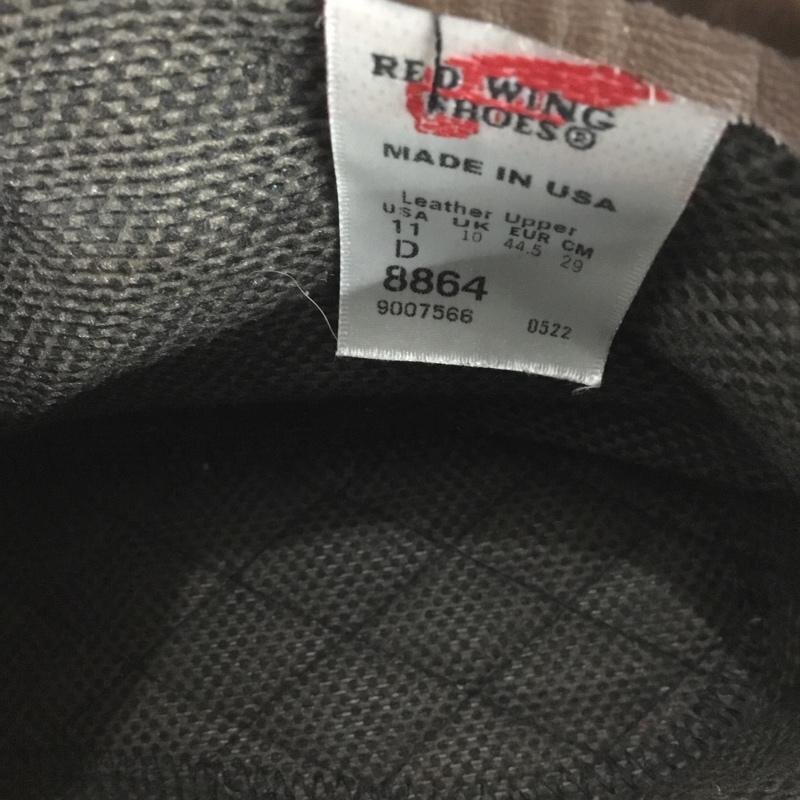 RED WING
SHOES®
MADE IN USA
Leather Upper
USA UK EUR CM
11 10 44.5 29
D
8864
9007566 0522